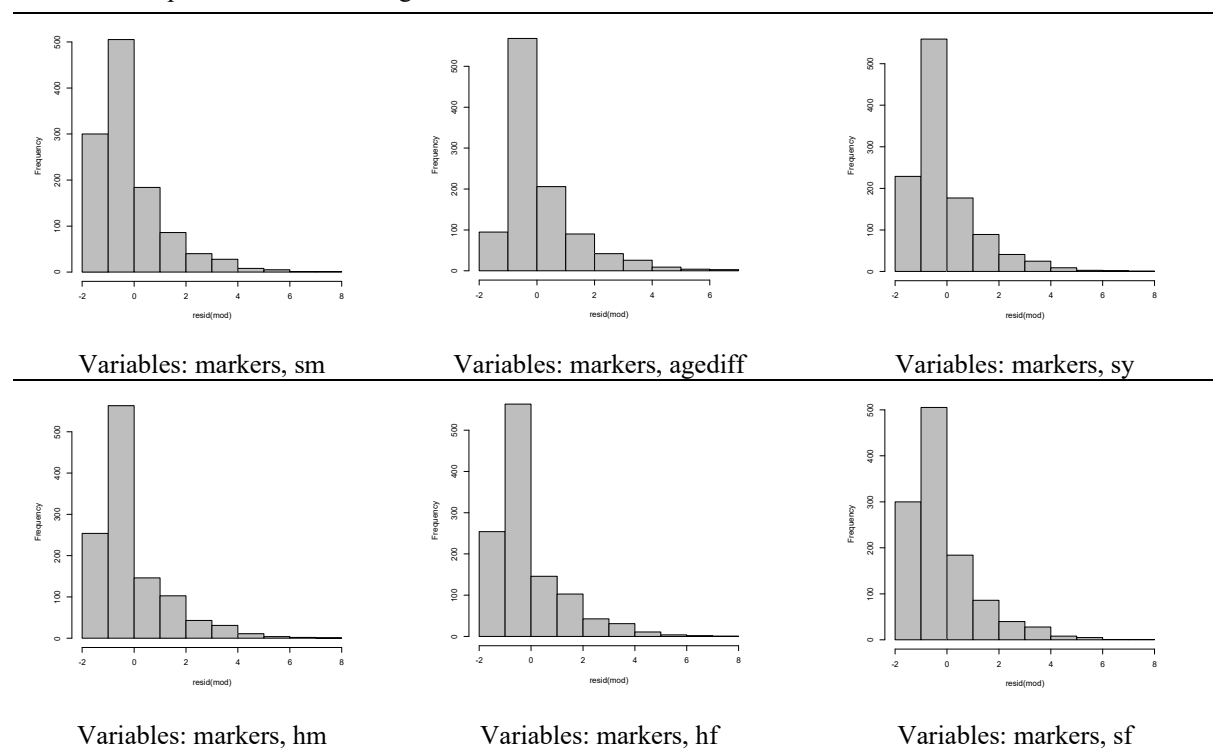 500
400
300
200
100
0
Frequency
-2 0 2 4 6 8
resid(mod)
Variables: markers, sm
500
400
300
200
100
0
Frequency
-2 0 2 4 6
resid(mod)
Variables: markers, agediff
500
400
300
200
100
0
Frequency
-2 0 2 4 6 8
resid(mod)
Variables: markers, sy
500
400
300
200
100
0
Frequency
-2 0 2 4 6 8
resid(mod)
Variables: markers, hm
500
400
300
200
100
0
Frequency
-2 0 2 4 6 8
resid(mod)
Variables: markers, hf
500
400
300
200
100
0
Frequency
-2 0 2 4 6 8
resid(mod)
Variables: markers, sf